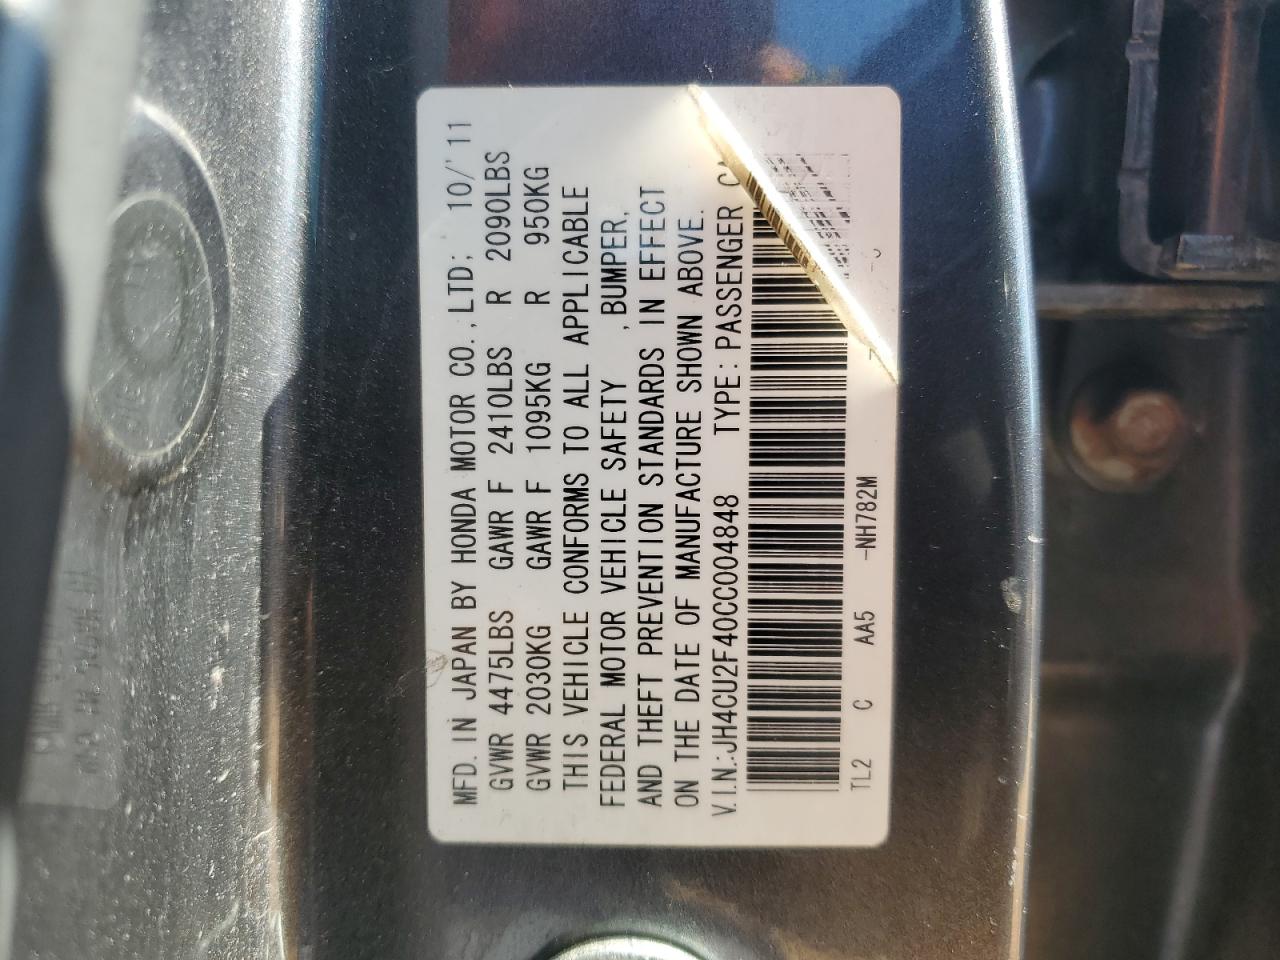 MFD. IN JAPAN BY HONDA MOTOR CO., LTD; 10/'11
GVWR 4475LBS GAWR F 2410LBS R 2090LBS
GVWR 2030KG GAWR F 1095KG R 950KG
THIS VEHICLE CONFORMS TO ALL APPLICABLE
FEDERAL MOTOR VEHICLE SAFETY , BUMPER,
AND THEFT PREVENTION STANDARDS IN EFFECT
ON THE DATE OF MANUFACTURE SHOWN ABOVE.
V.I.N.:JH4CU2F40CC004848 TYPE: PASSENGER
TL2 C AA5 -NH782M